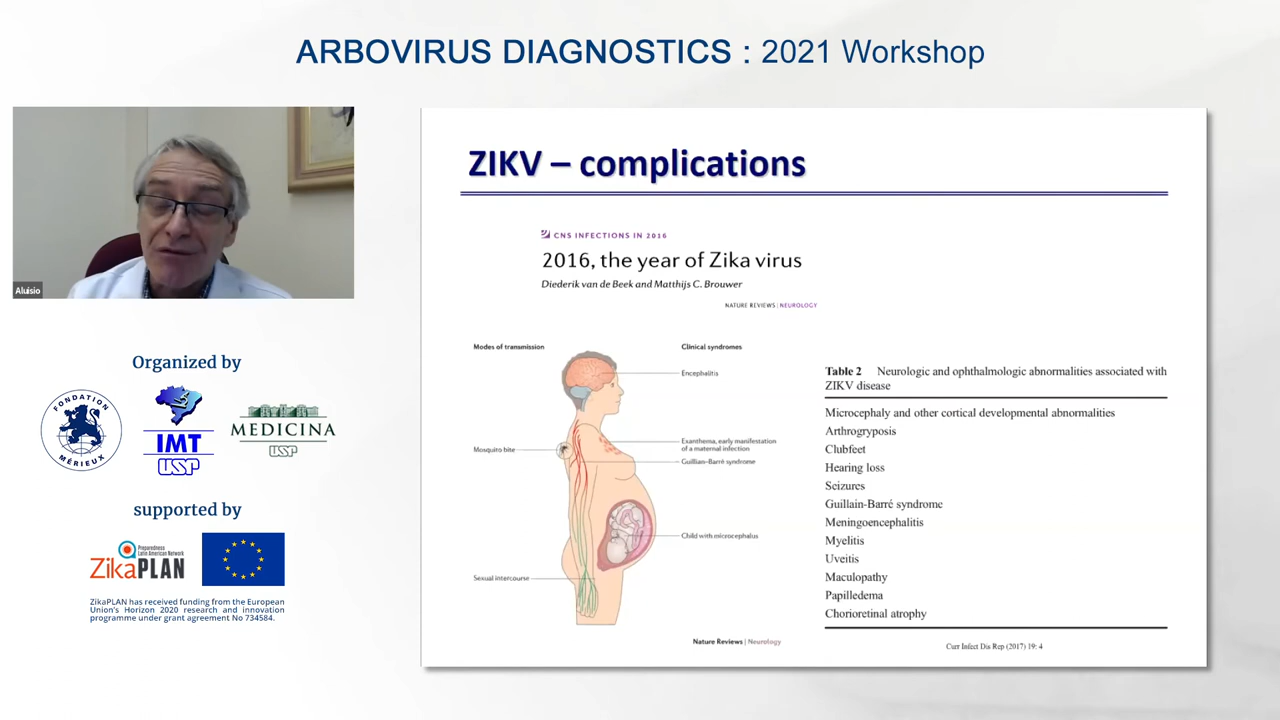 ARBOVIRUS DIAGNOSTICS : 2021 Workshop
Aluisio
Organized by
FONDATION
MÉRIEUX
IMT
USP
MEDICINA
USP
supported by
Preparedness
Latin American Network
ZikaPLAN
ZikaPLAN has received funding from the European
Union's Horizon 2020 research and innovation
programme under grant agreement No 734584.
ZIKV – complications
CNS INFECTIONS IN 2016
2016, the year of Zika virus
Diederik van de Beek and Matthijs C. Brouwer
NATURE REVIEWS | NEUROLOGY
Modes of transmission
Clinical syndromes
Encephalitis
Mosquito bite
Exanthema, early manifestation
of a maternal infection
Guillian–Barré syndrome
Child with microcephalus
Sexual intercourse
Nature Reviews | Neurology
Table 2 Neurologic and ophthalmologic abnormalities associated with
ZIKV disease
Microcephaly and other cortical developmental abnormalities
Arthrogryposis
Clubfeet
Hearing loss
Seizures
Guillain-Barré syndrome
Meningoencephalitis
Myelitis
Uveitis
Maculopathy
Papilledema
Chorioretinal atrophy
Curr Infect Dis Rep (2017) 19: 4